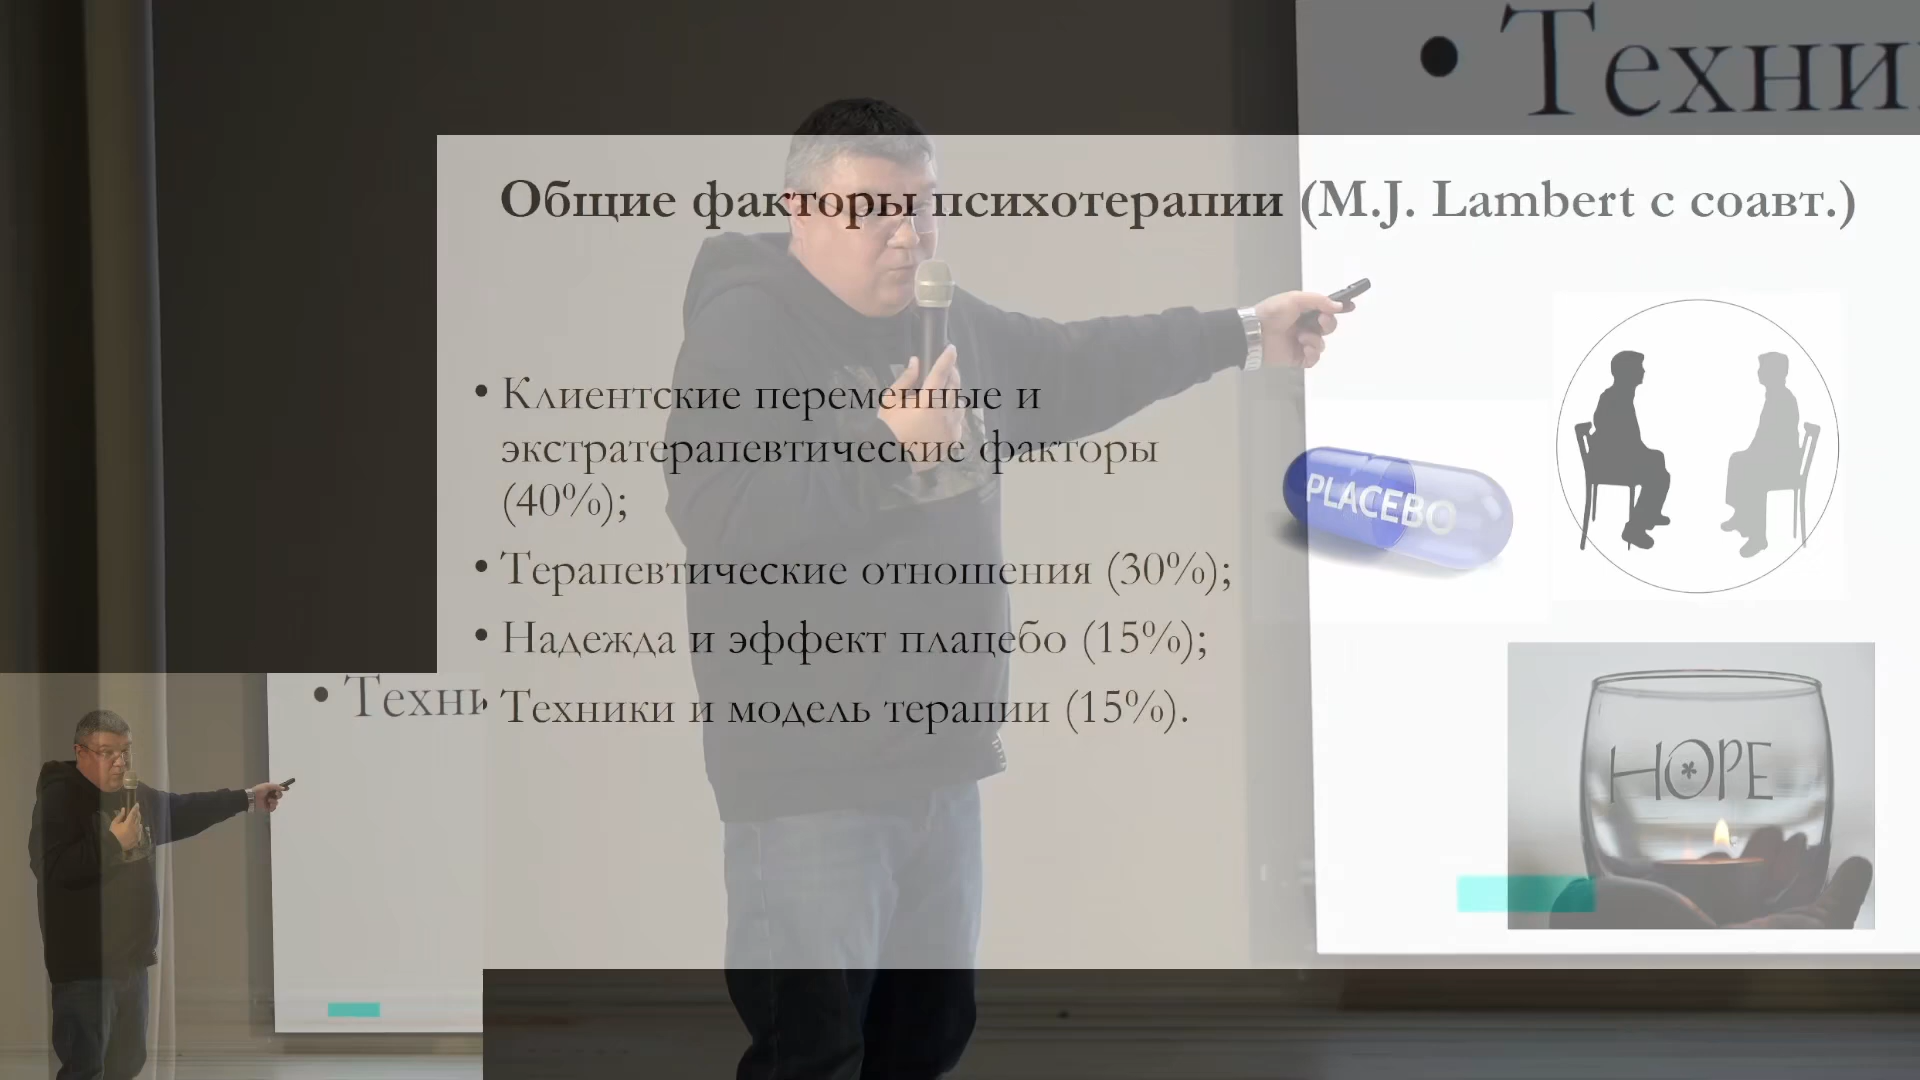 • Техни
Общие факторы психотерапии (M.J. Lambert с соавт.)
• Клиентские переменные и
экстратерапевтические факторы
(40%);
• Терапевтические отношения (30%);
• Надежда и эффект плацебо (15%);
• Техники и модель терапии (15%).
PLACEBO
HOPE
• Техни